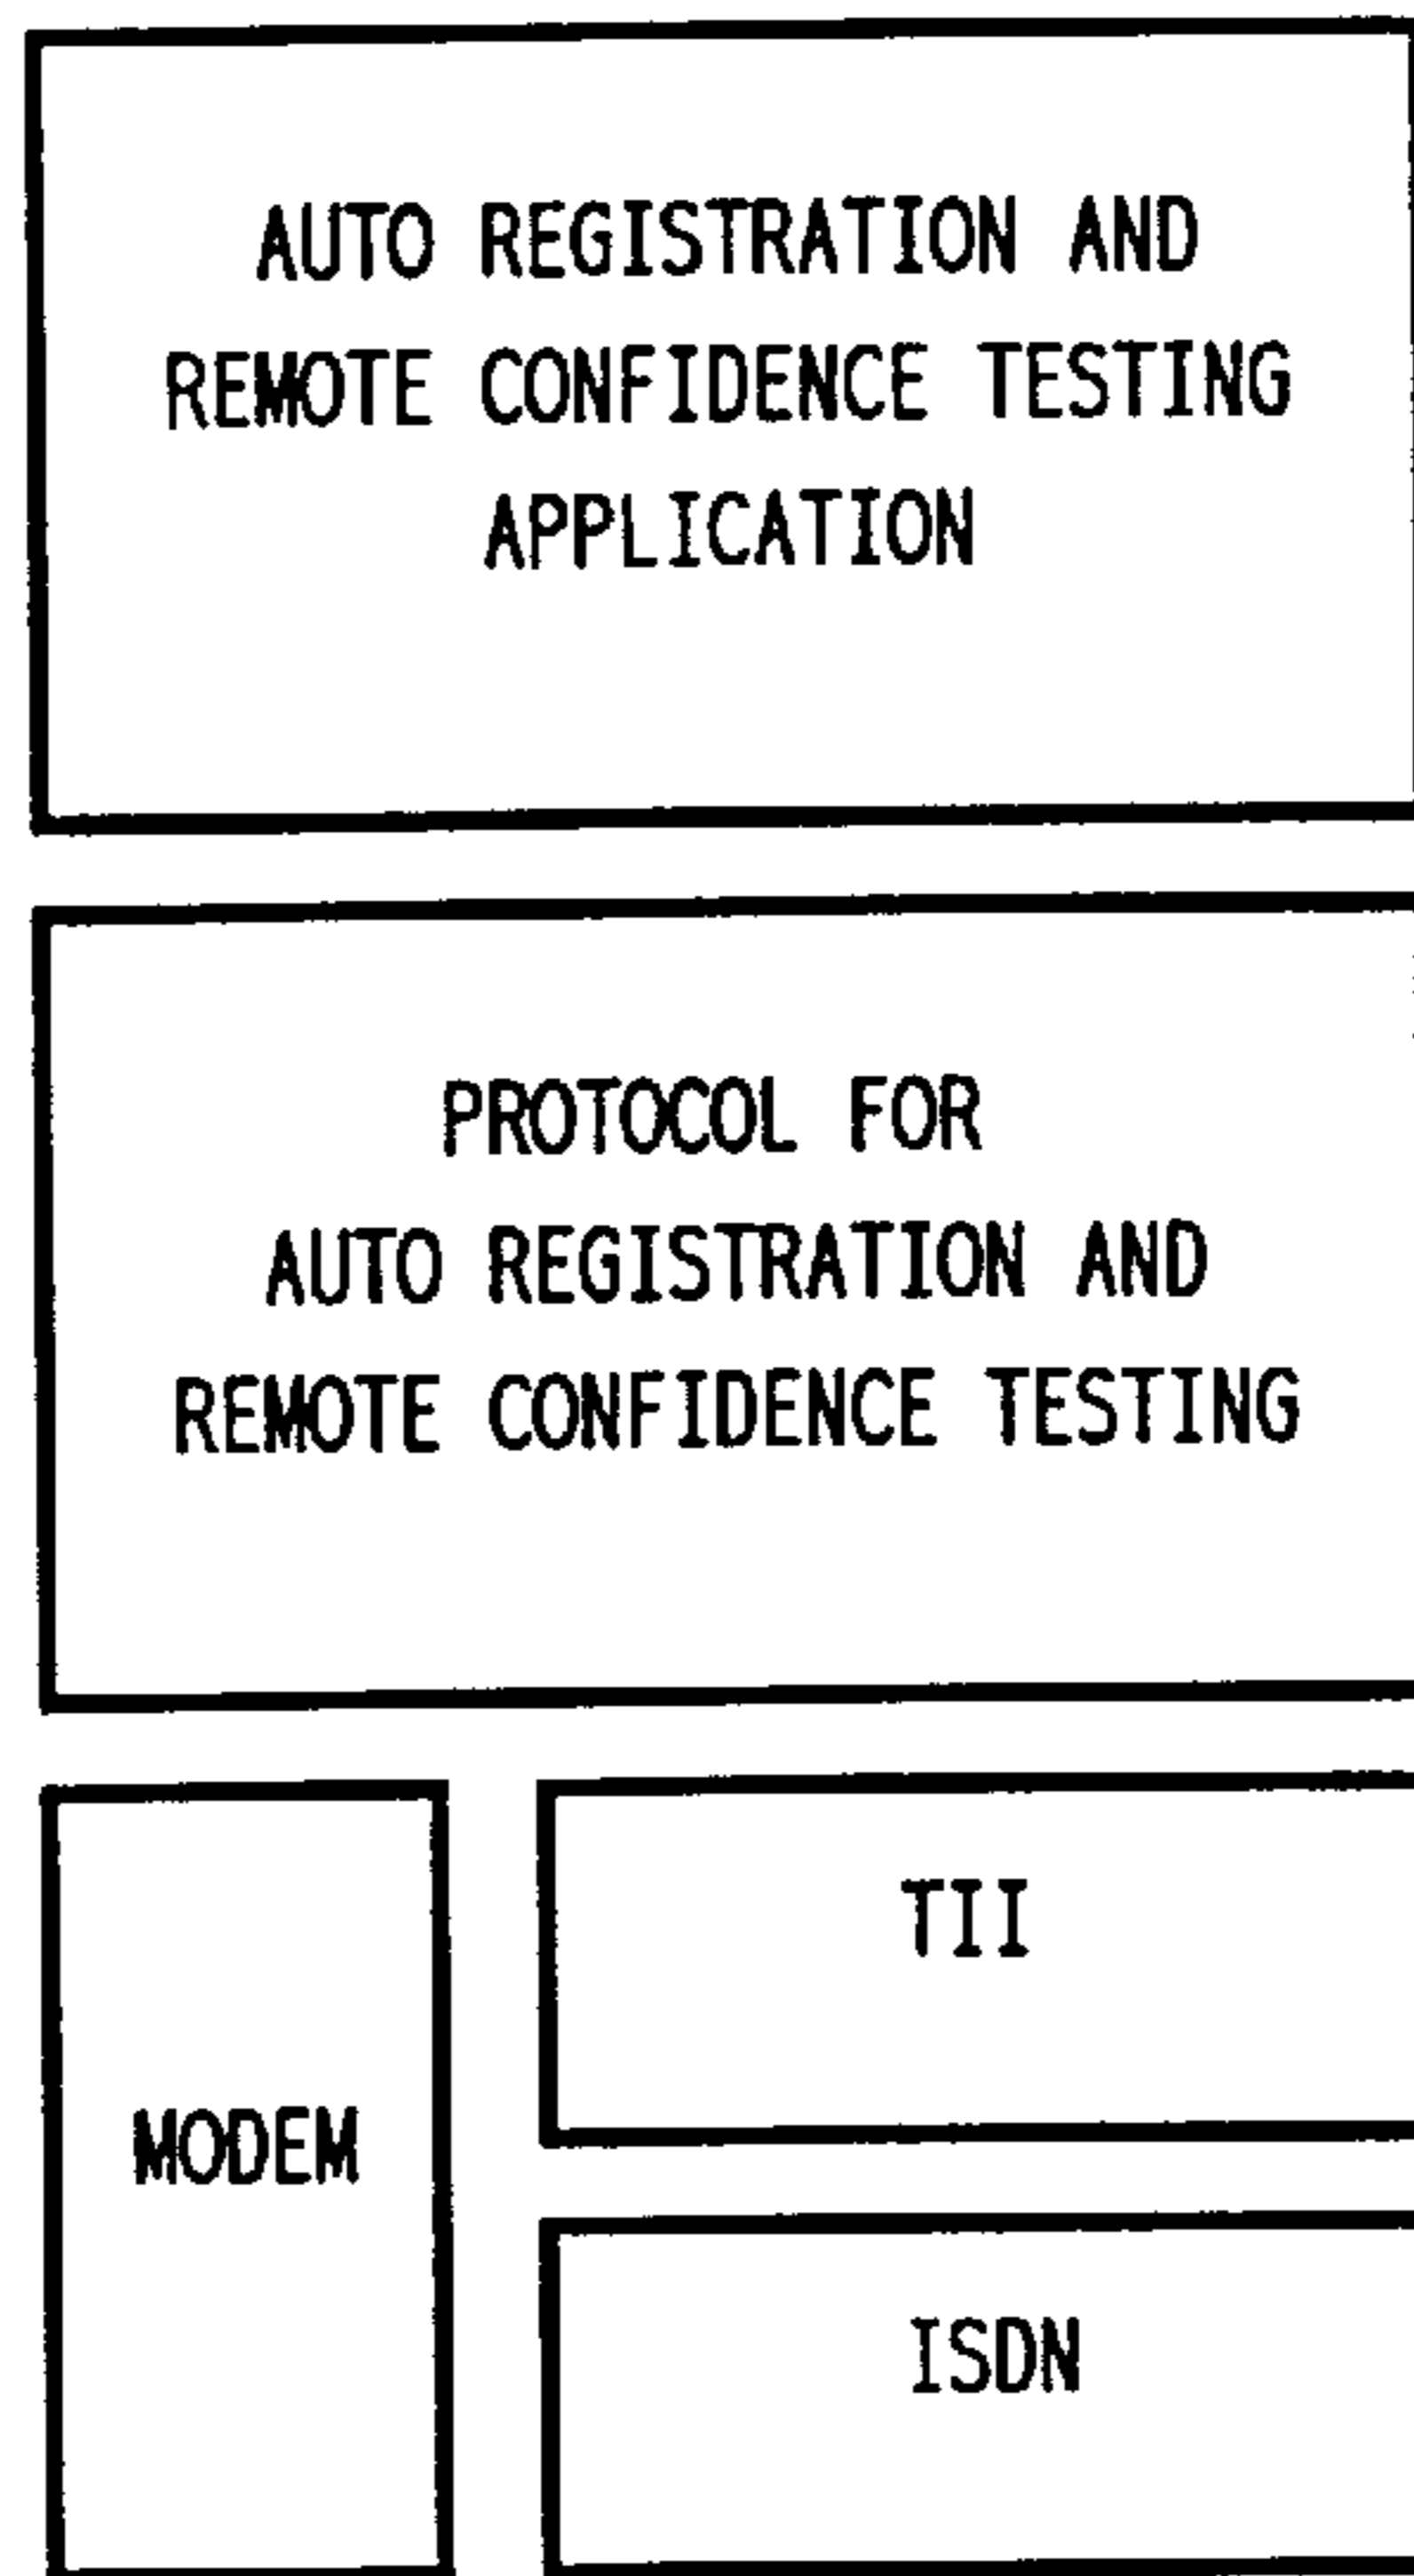 AUTO REGISTRATION AND
REMOTE CONFIDENCE TESTING
APPLICATION
PROTOCOL FOR
AUTO REGISTRATION AND
REMOTE CONFIDENCE TESTING
TII
MODEM
ISDN